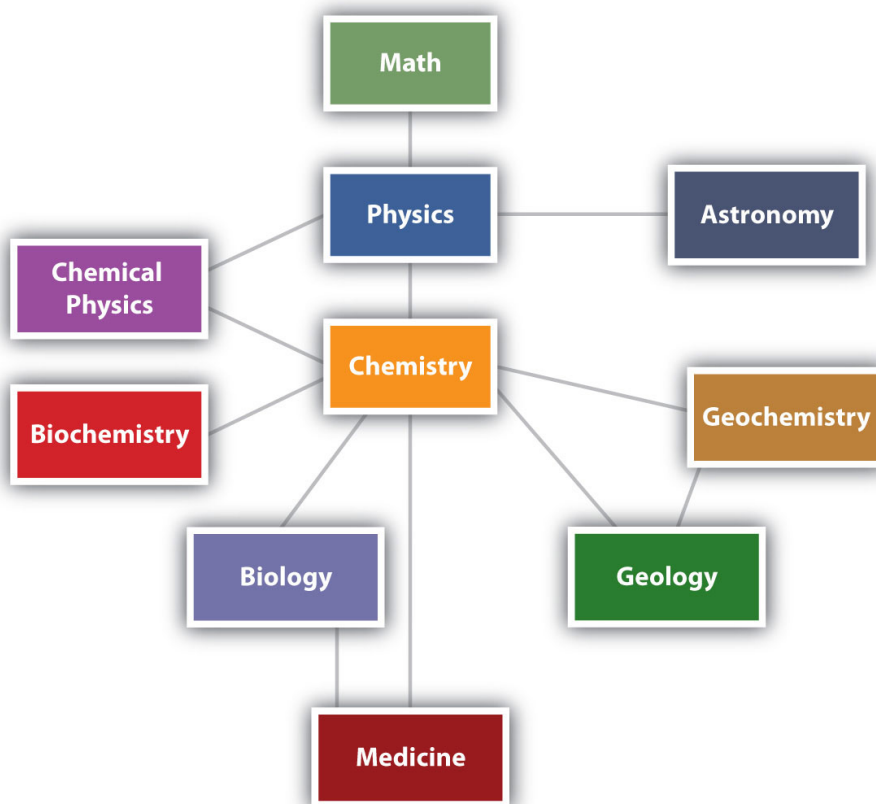 Math
Physics
Astronomy
Chemical
Physics
Chemistry
Biochemistry
Geochemistry
Biology
Geology
Medicine